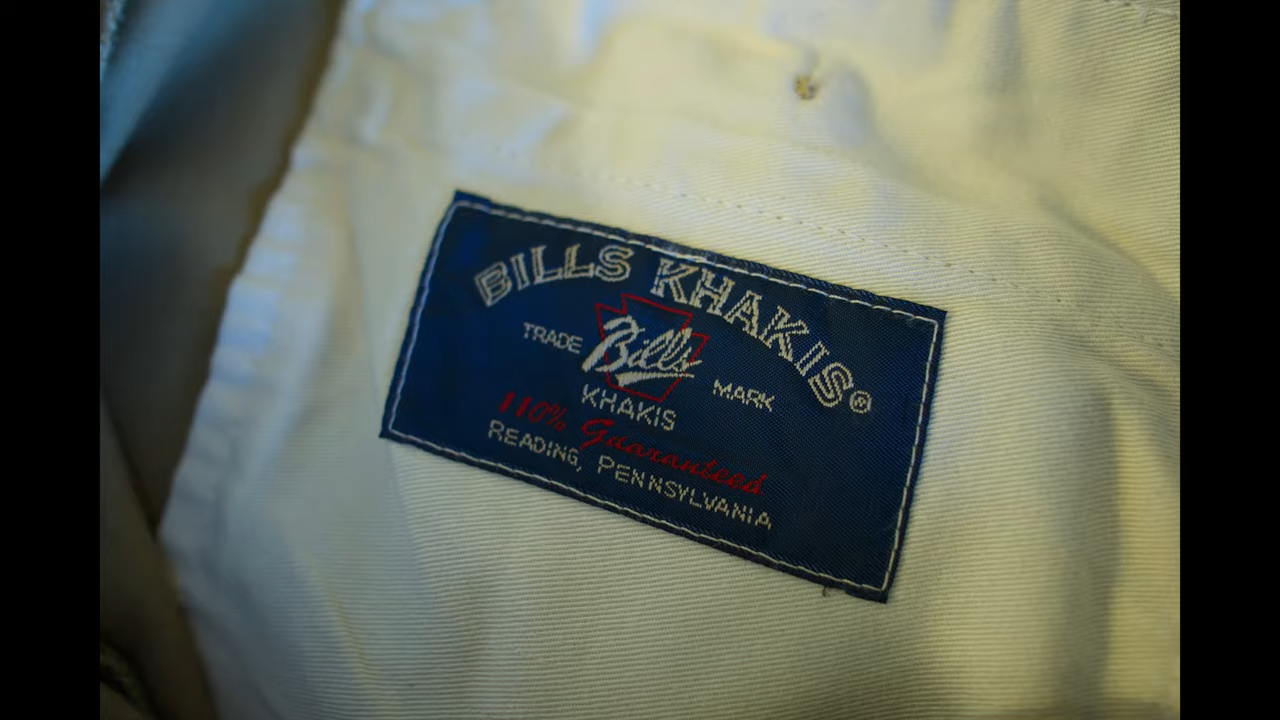 BILLS KHAKIS®
TRADE Bills MARK
KHAKIS
110% Guaranteed
READING, PENNSYLVANIA